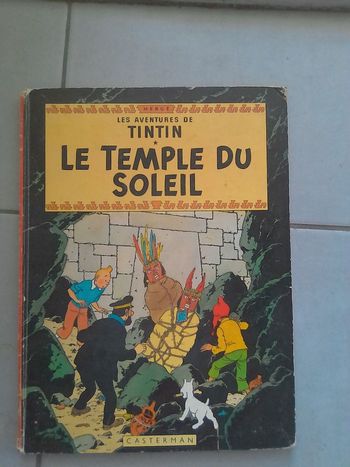 HERGÉ
LES AVENTURES DE
TINTIN
LE TEMPLE DU
SOLEIL
CASTERMAN